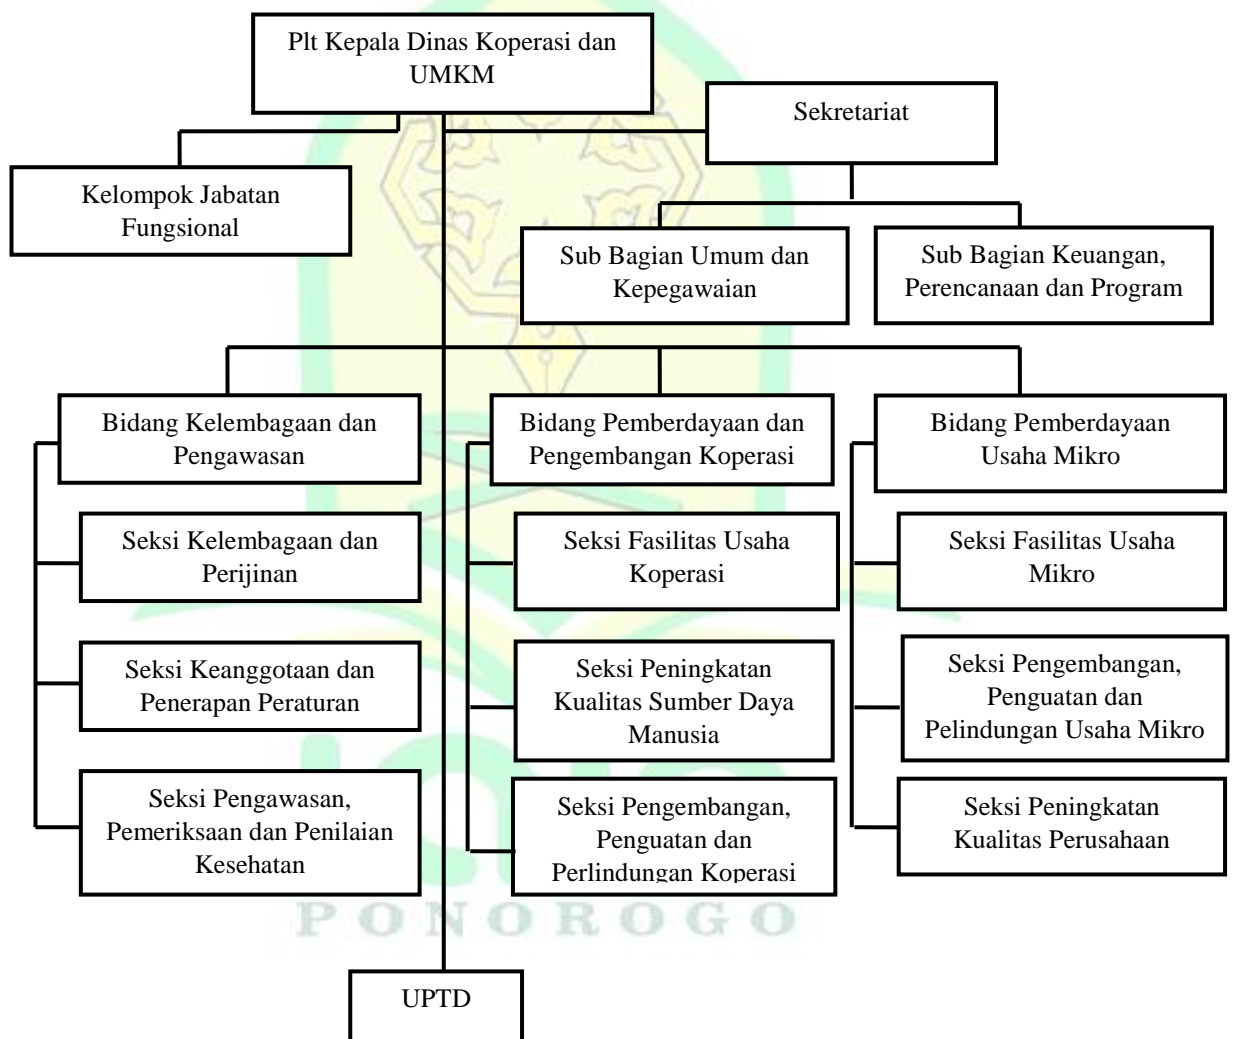 Plt Kepala Dinas Koperasi dan
UMKM
Sekretariat
Kelompok Jabatan
Fungsional
Sub Bagian Umum dan
Kepegawaian
Sub Bagian Keuangan,
Perencanaan dan Program
Bidang Kelembagaan dan
Pengawasan
Bidang Pemberdayaan dan
Pengembangan Koperasi
Bidang Pemberdayaan
Usaha Mikro
Seksi Kelembagaan dan
Perijinan
Seksi Fasilitas Usaha
Koperasi
Seksi Fasilitas Usaha
Mikro
Seksi Keanggotaan dan
Penerapan Peraturan
Seksi Peningkatan
Kualitas Sumber Daya
Manusia
Seksi Pengembangan,
Penguatan dan
Pelindungan Usaha Mikro
Seksi Pengawasan,
Pemeriksaan dan Penilaian
Kesehatan
Seksi Pengembangan,
Penguatan dan
Perlindungan Koperasi
Seksi Peningkatan
Kualitas Perusahaan
PONOROGO
UPTD